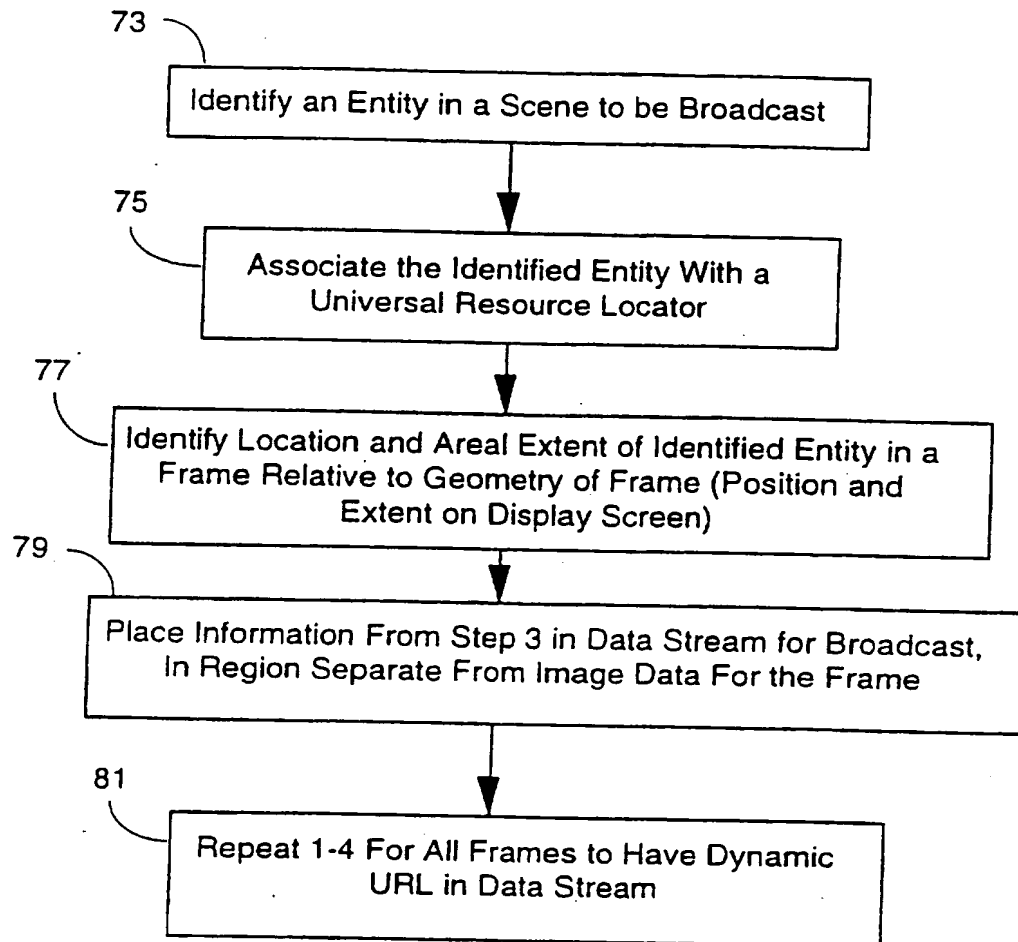 73
Identify an Entity in a Scene to be Broadcast
75
Associate the Identified Entity With a
Universal Resource Locator
77
Identify Location and Areal Extent of Identified Entity in a
Frame Relative to Geometry of Frame (Position and
Extent on Display Screen)
79
Place Information From Step 3 in Data Stream for Broadcast,
In Region Separate From Image Data For the Frame
81
Repeat 1-4 For All Frames to Have Dynamic
URL in Data Stream